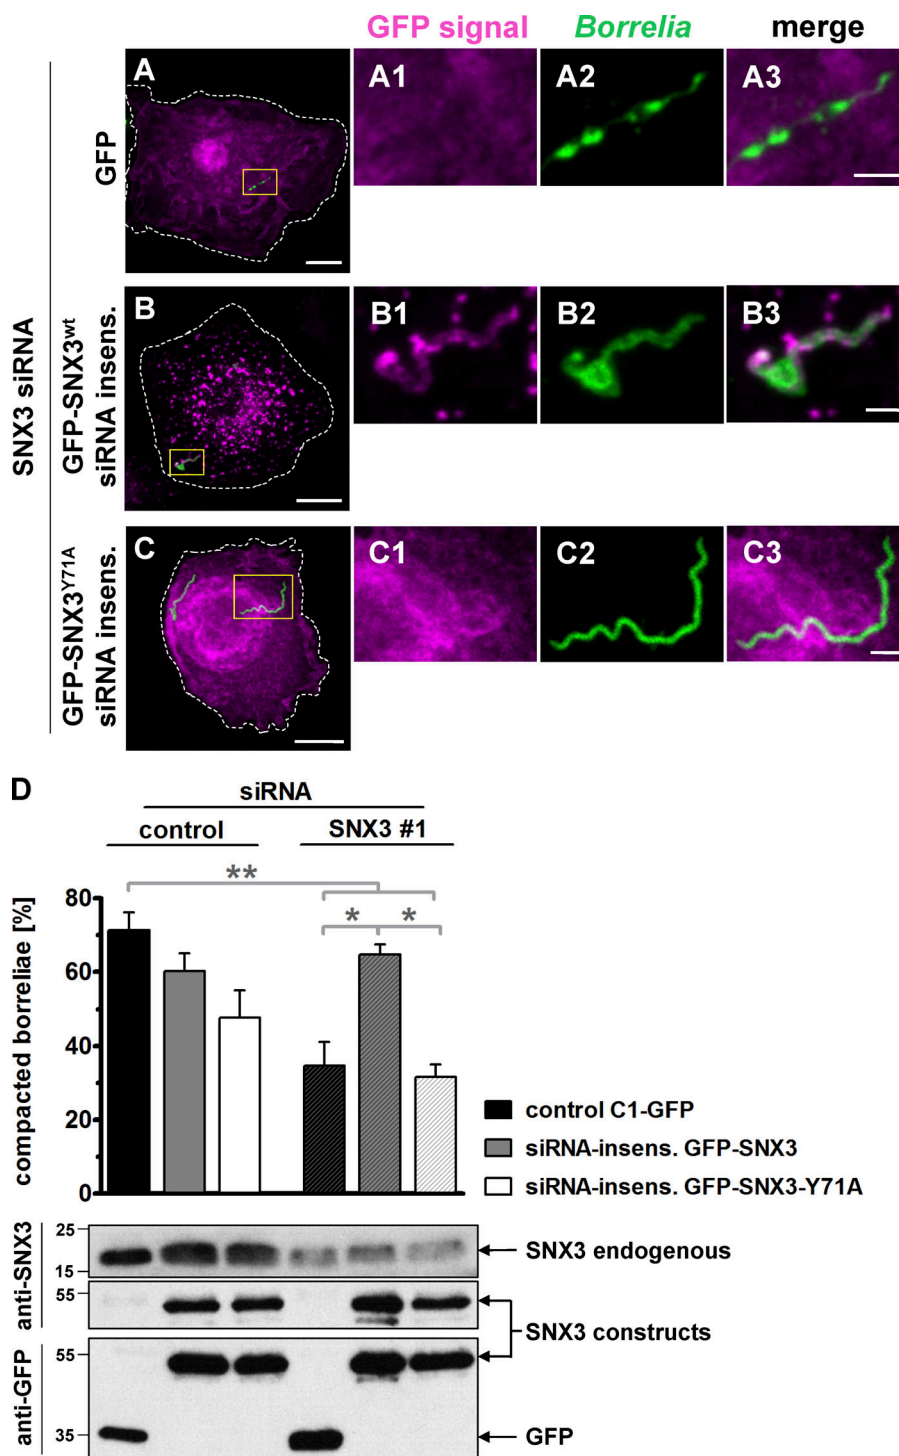 GFP signal Borrelia merge
SNX3 siRNA
GFP
A A1 A2 A3
GFP-SNX3wt
siRNA insens.
B B1 B2 B3
GFP-SNX3Y71A
siRNA insens.
C C1 C2 C3
D
siRNA
control SNX3 #1
**
* *
compacted borreliae [%]
80
60
40
20
0
control C1-GFP
siRNA-insens. GFP-SNX3
siRNA-insens. GFP-SNX3-Y71A
anti-SNX3
25
SNX3 endogenous
15
55
SNX3 constructs
anti-GFP
55
35
GFP